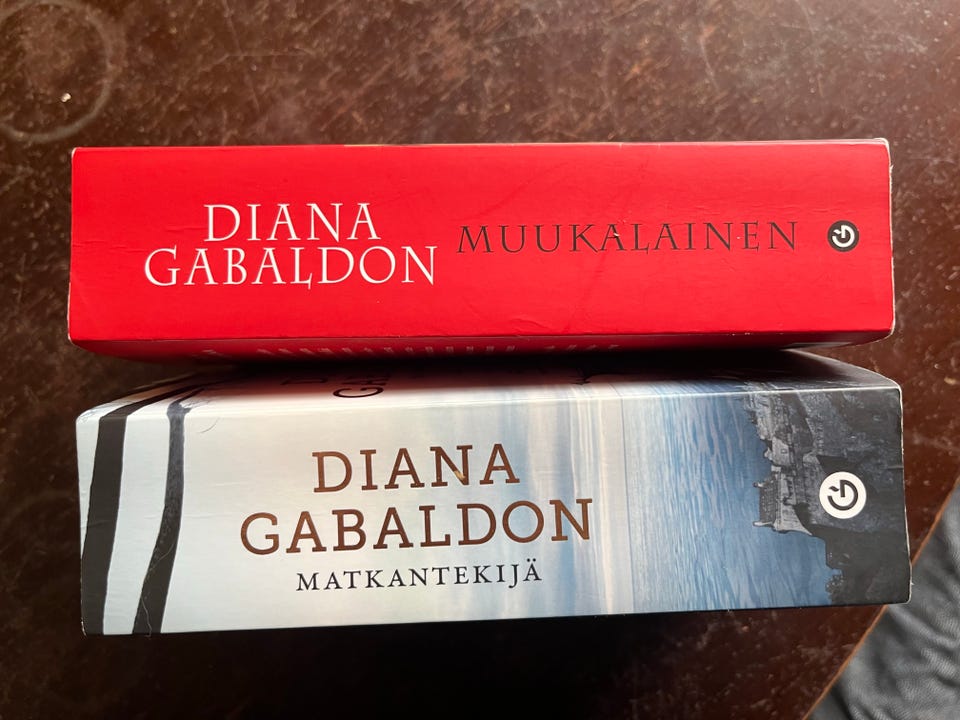 DIANA
GABALDON
MUUKALAINEN
DIANA
GABALDON
MATKANTEKIJÄ